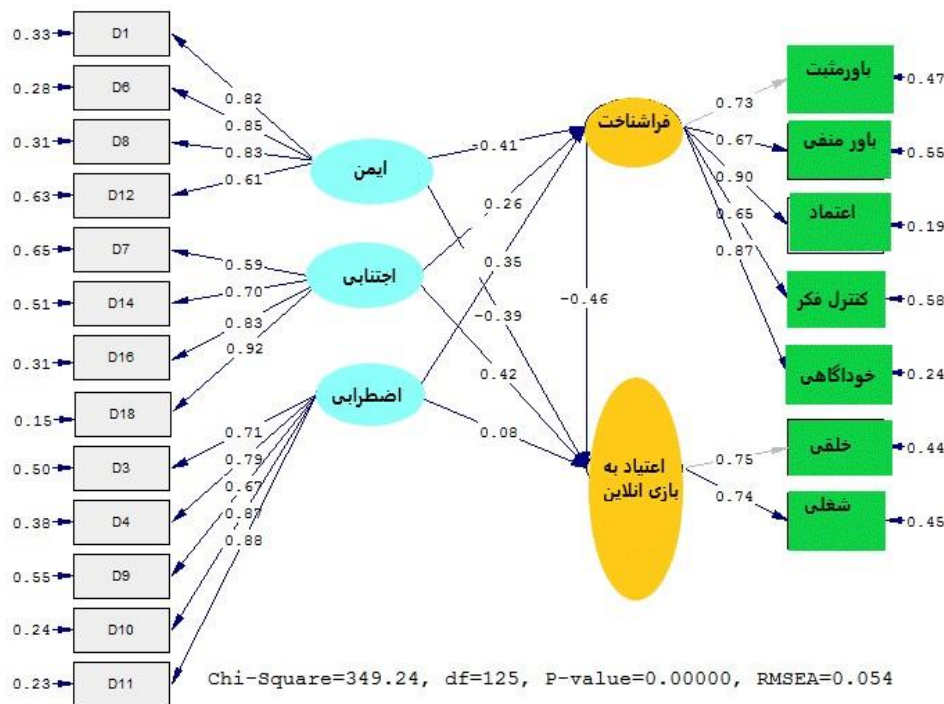 0.33
D1
0.28
D6
0.31
D8
0.63
D12
0.65
D7
0.51
D14
0.31
D16
0.15
D18
0.50
D3
0.38
D4
0.55
D9
0.24
D10
0.23
D11
0.82
0.85
0.83
0.61
0.59
0.70
0.83
0.92
0.71
0.79
0.67
0.87
0.88
ایمن
اجتنابی
اضطرابی
0.41
0.26
0.35
-0.39
0.42
0.08
-0.46
فراشناخت
اعتیاد به
بازی انلاین
0.73
0.67
0.90
0.65
0.87
0.75
0.74
باورمثبت
0.47
باور منفی
0.55
اعتماد
0.19
کنترل فکر
0.58
خوداگاهی
0.24
خلقی
0.44
شغلی
0.45
Chi-Square=349.24, df=125, P-value=0.00000, RMSEA=0.054